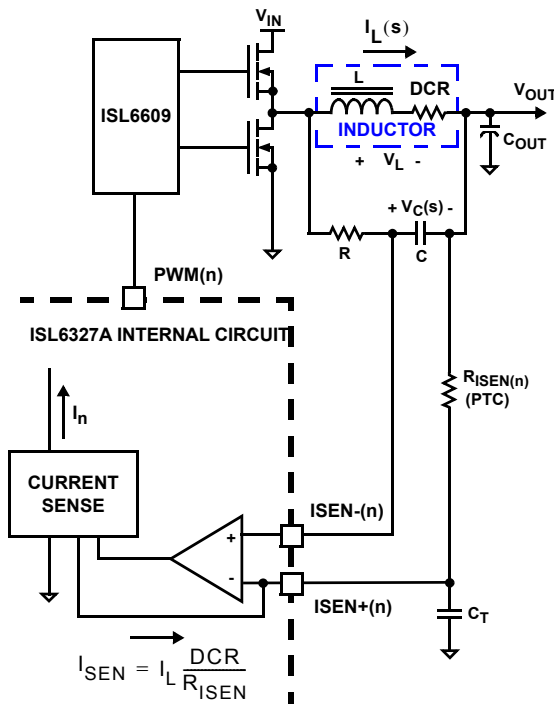 V_IN
I_L(s)
ISL6609
L
DCR
V_OUT
INDUCTOR
C_OUT
+ V_L -
+ V_C(s) -
R
C
PWM(n)
ISL6327A INTERNAL CIRCUIT
R_ISEN(n)
(PTC)
I_n
CURRENT
SENSE
ISEN-(n)
+
-
ISEN+(n)
C_T
I_SEN = I_L DCR/R_ISEN